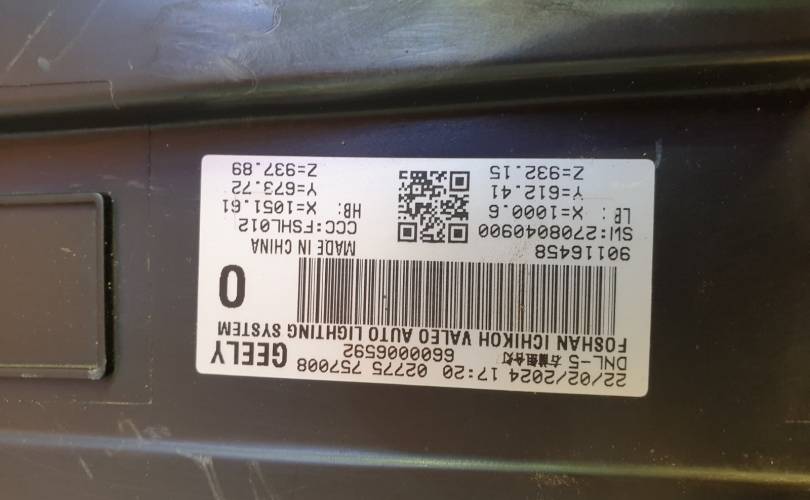 22/02/2024 17:20 02775 757008
DNL-5 6600006592 GEELY
FOSHAN ICHIKOH VALEO AUTO LIGHTING SYSTEM
0
90116458 MADE IN CHINA
SW:2708040900 CCC:FSHL012
LB: X=1000.6 HB: X=1051.61
Y=612.41 Y=673.72
Z=932.15 Z=937.89